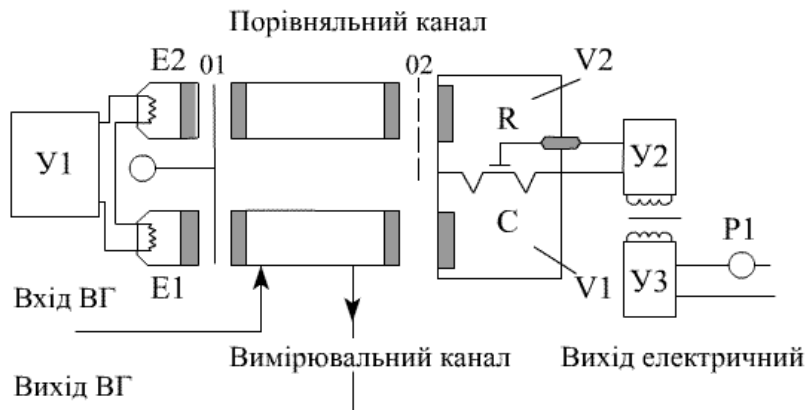 Порівняльний канал
E2
01
02
V2
R
У1
У2
C
P1
E1
V1
У3
Вхід ВГ
Вимірювальний канал
Вихід електричний
Вихід ВГ